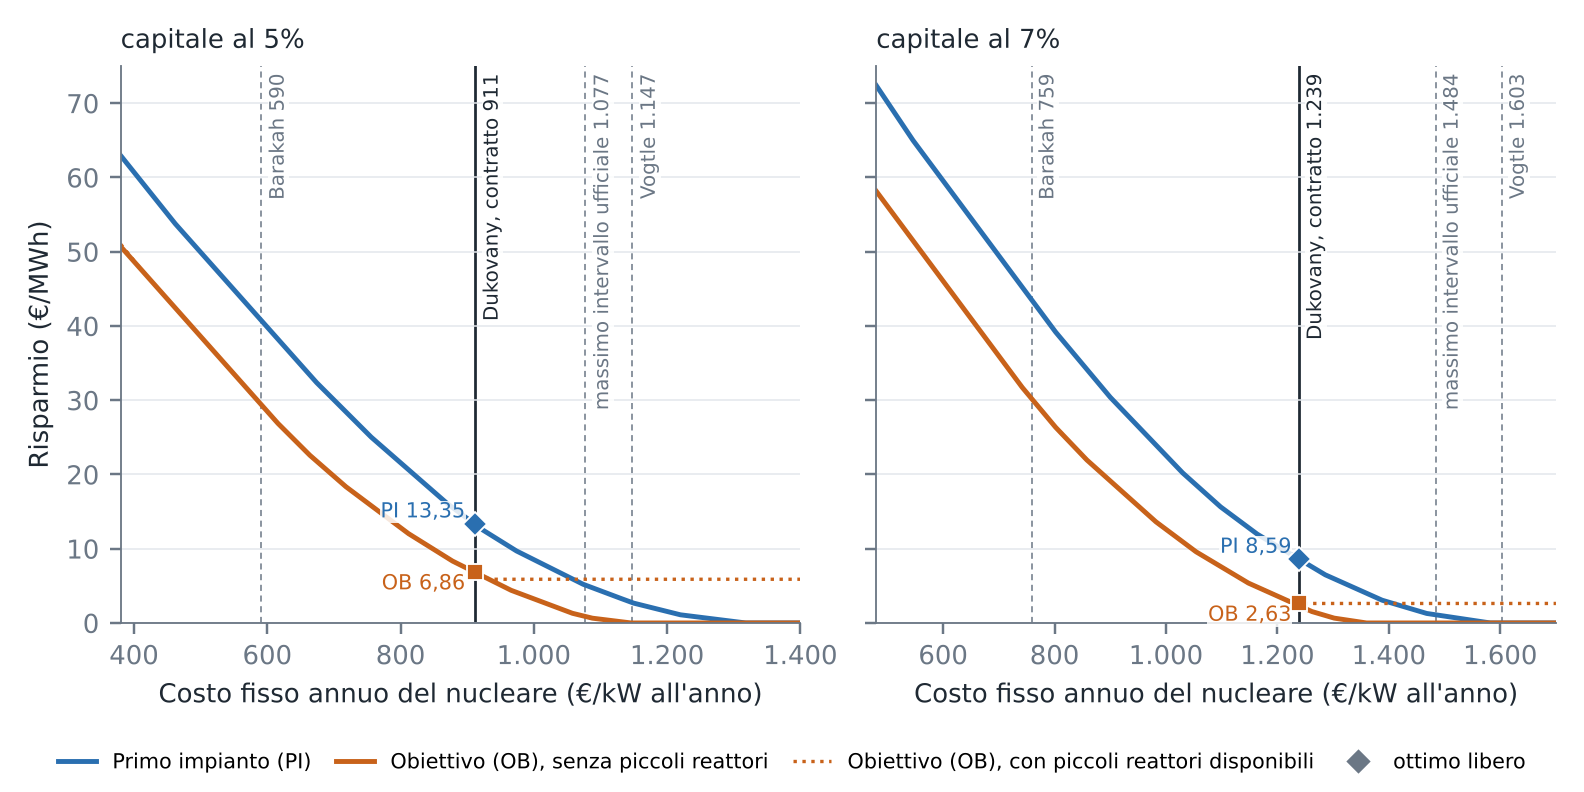 capitale al 5%
capitale al 7%
Risparmio (€/MWh)
70
60
50
40
30
20
10
0
Barakah 590
Dukovany, contratto 911
massimo intervallo ufficiale 1.077
Vogtle 1.147
PI 13,35
OB 6,86
400
600
800
1.000
1.200
1.400
Costo fisso annuo del nucleare (€/kW all'anno)
Barakah 759
Dukovany, contratto 1.239
massimo intervallo ufficiale 1.484
Vogtle 1.603
PI 8,59
OB 2,63
600
800
1.000
1.200
1.400
1.600
Costo fisso annuo del nucleare (€/kW all'anno)
Primo impianto (PI)
Obiettivo (OB), senza piccoli reattori
Obiettivo (OB), con piccoli reattori disponibili
ottimo libero